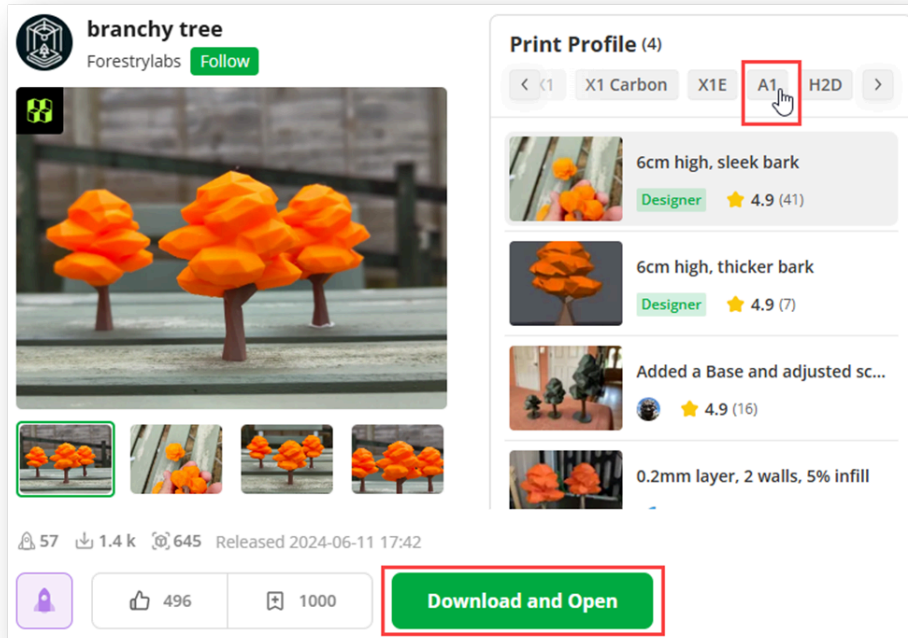 branchy tree
Forestrylabs Follow
Print Profile (4)
X1 Carbon X1E A1 H2D
6cm high, sleek bark
Designer 4.9 (41)
6cm high, thicker bark
Designer 4.9 (7)
Added a Base and adjusted sc...
4.9 (16)
0.2mm layer, 2 walls, 5% infill
57 1.4 k 645 Released 2024-06-11 17:42
496 1000 Download and Open